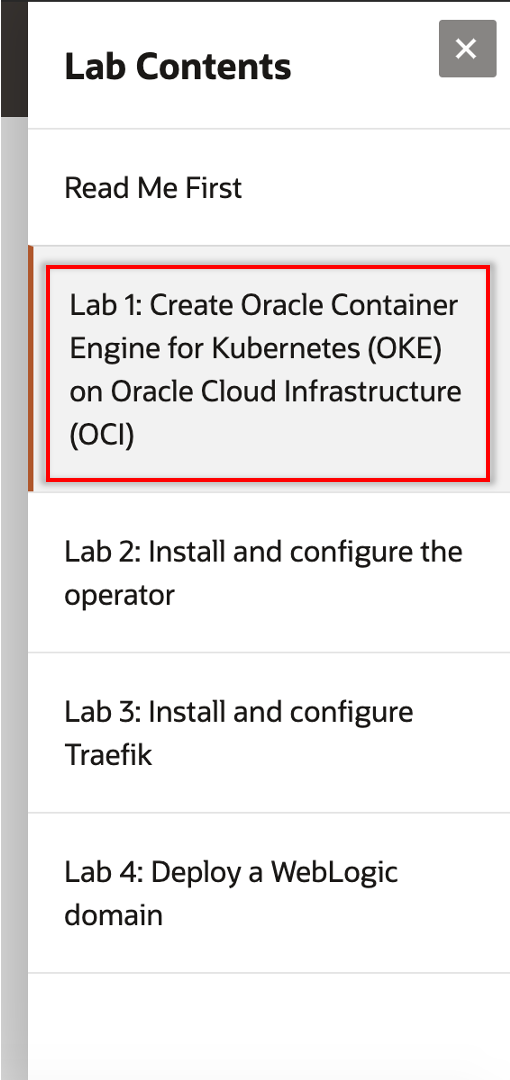 Lab Contents
Read Me First
Lab 1: Create Oracle Container
Engine for Kubernetes (OKE)
on Oracle Cloud Infrastructure
(OCI)
Lab 2: Install and configure the
operator
Lab 3: Install and configure
Traefik
Lab 4: Deploy a WebLogic
domain